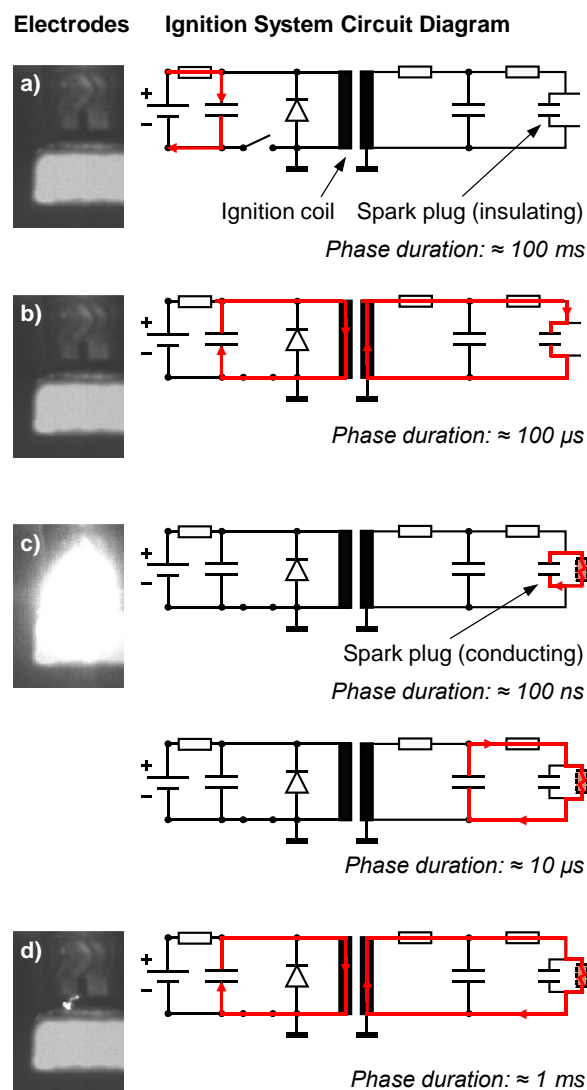 Electrodes Ignition System Circuit Diagram
a)
+
–
Ignition coil Spark plug (insulating)
Phase duration: ≈ 100 ms
b)
+
–
Phase duration: ≈ 100 µs
c)
+
–
Spark plug (conducting)
Phase duration: ≈ 100 ns
+
–
Phase duration: ≈ 10 µs
d)
+
–
Phase duration: ≈ 1 ms